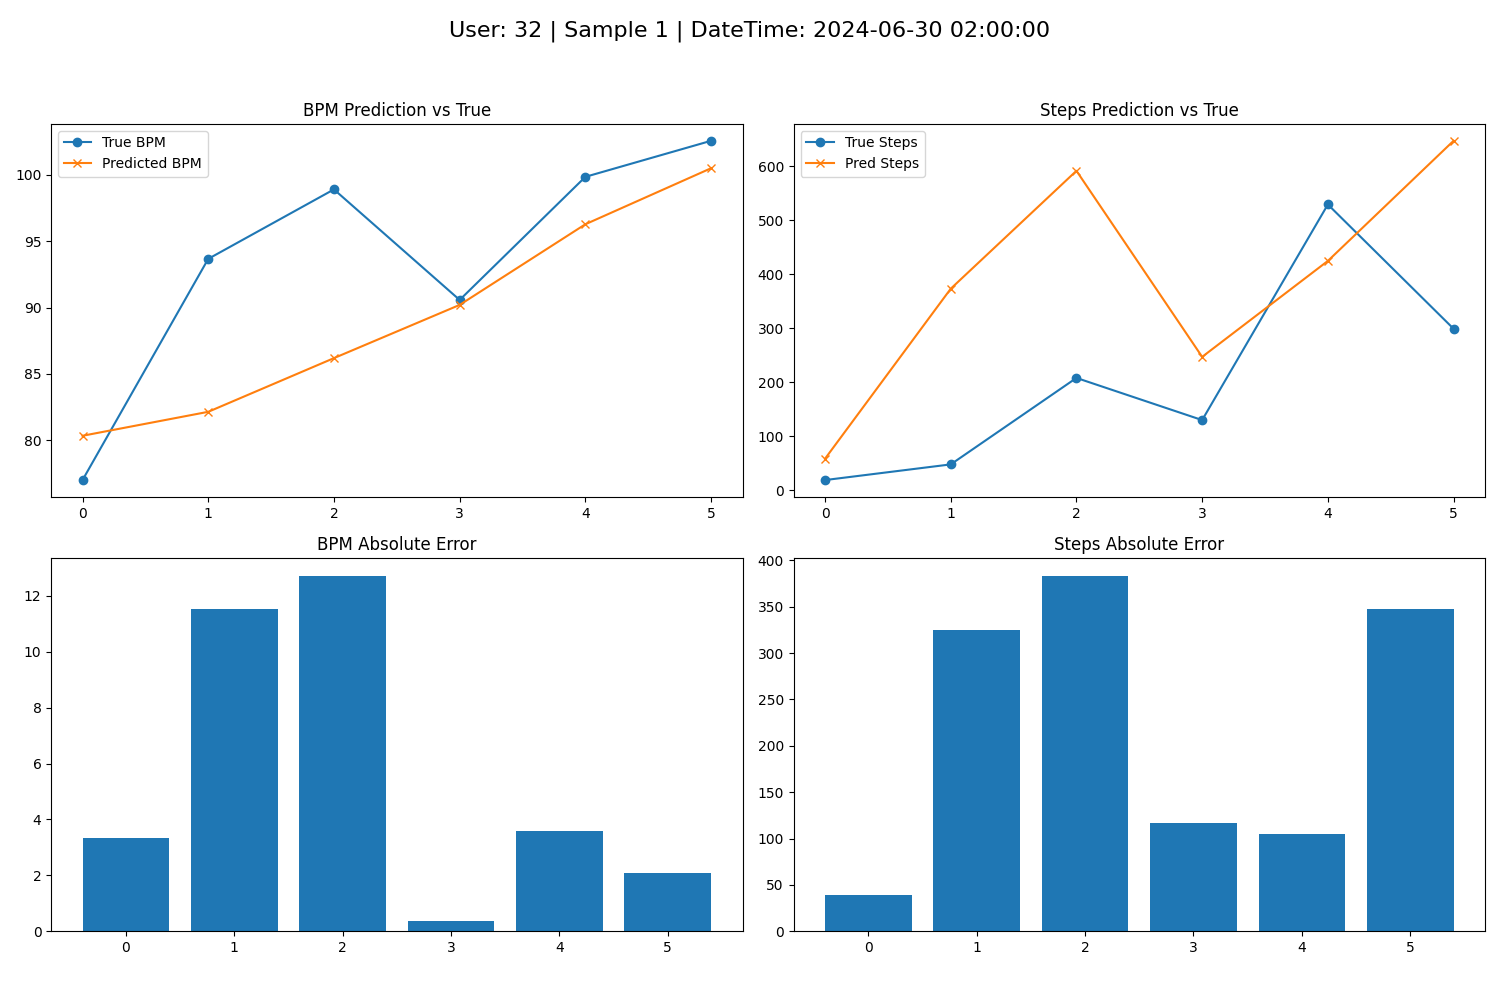 User: 32 | Sample 1 | DateTime: 2024-06-30 02:00:00
BPM Prediction vs True
True BPM
Predicted BPM
100
95
90
85
80
0 1 2 3 4 5
Steps Prediction vs True
True Steps
Pred Steps
600
500
400
300
200
100
0
0 1 2 3 4 5
BPM Absolute Error
12
10
8
6
4
2
0
0 1 2 3 4 5
Steps Absolute Error
400
350
300
250
200
150
100
50
0
0 1 2 3 4 5